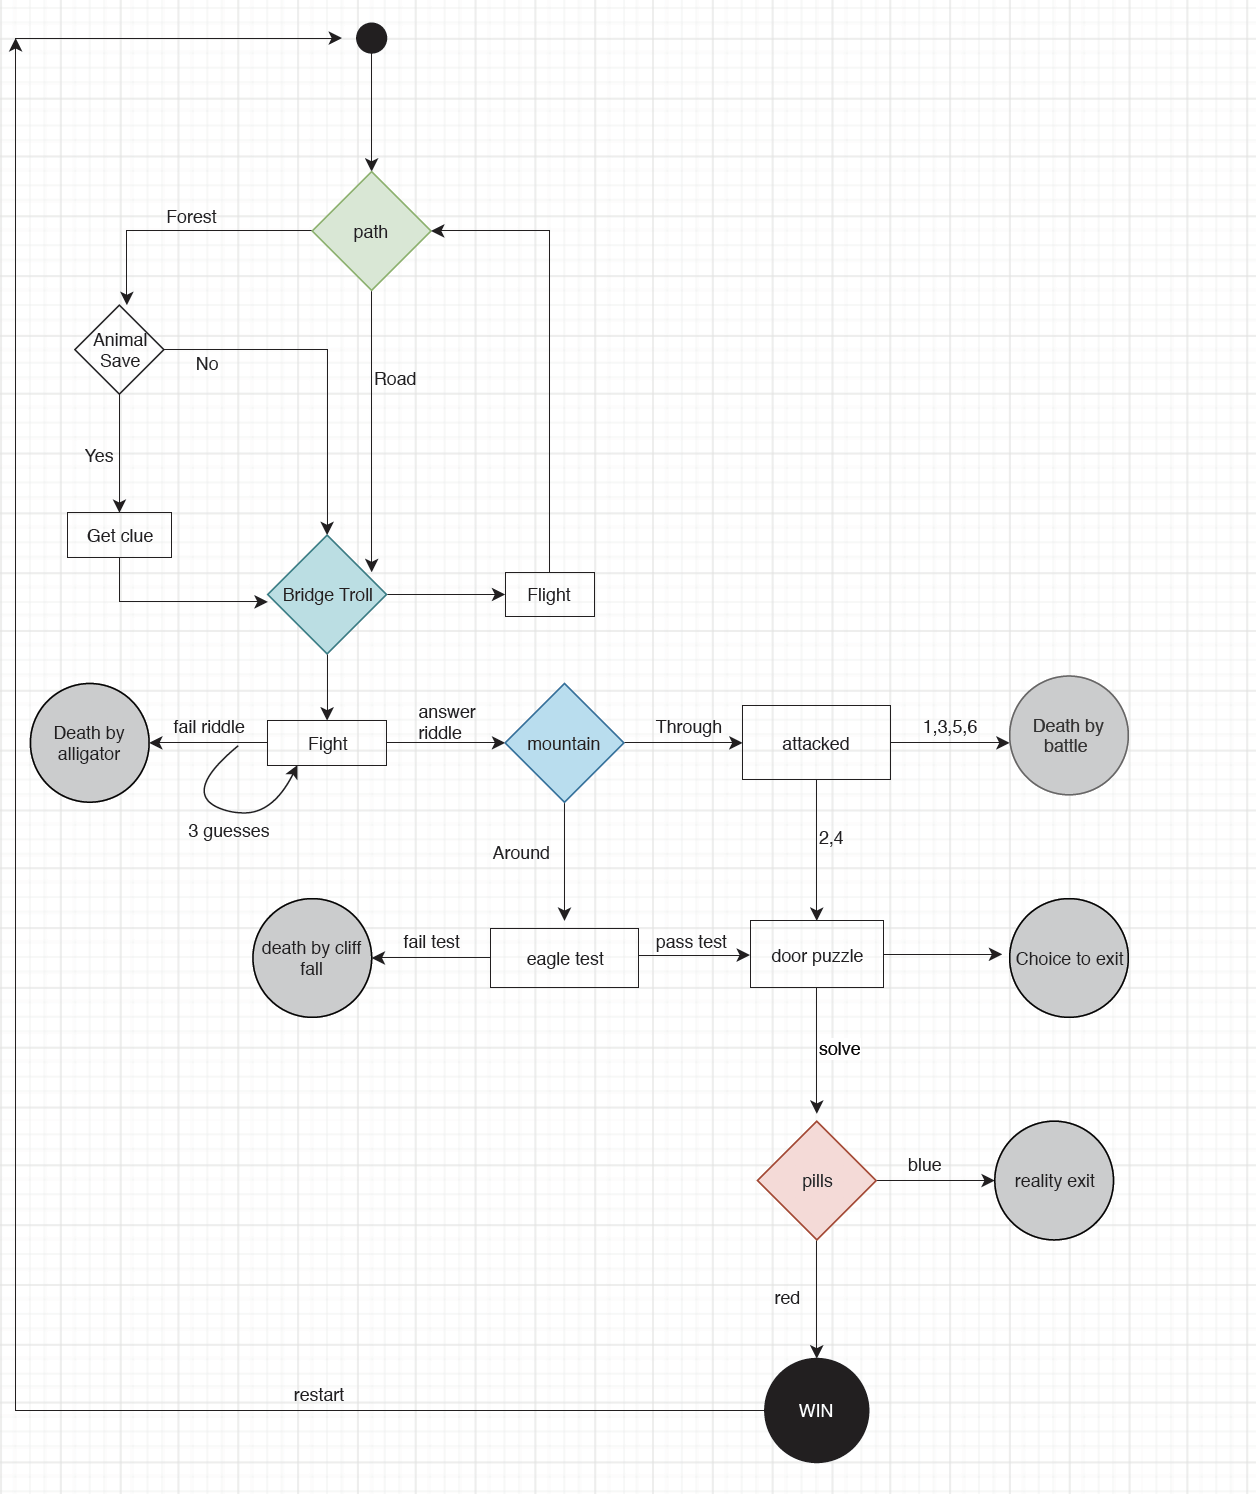 path
Forest
Animal
Save
No
Road
Yes
Get clue
Bridge Troll
Flight
Death by
alligator
fail riddle
Fight
answer
riddle
mountain
Through
attacked
1,3,5,6
Death by
battle
3 guesses
2,4
Around
death by cliff
fall
fail test
eagle test
pass test
door puzzle
Choice to exit
solve
pills
blue
reality exit
red
restart
WIN